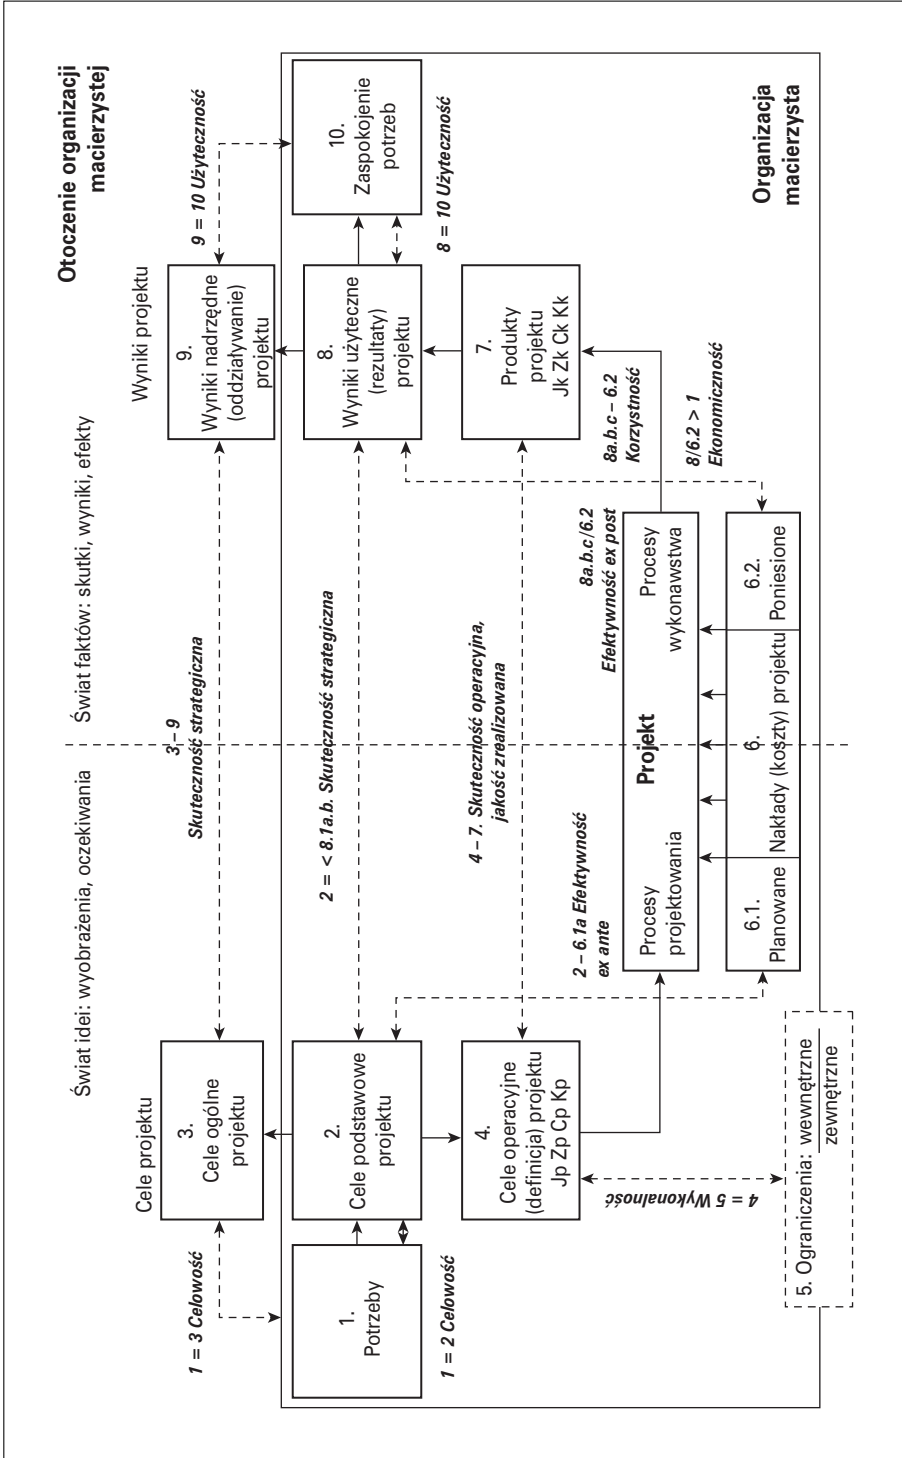 Otoczenie organizacji
macierzystej
Świat idei: wyobrażenia, oczekiwania
Świat faktów: skutki, wyniki, efekty
Cele projektu
Wyniki projektu
1 = 3 Celowość
3.
Cele ogólne
projektu
3 – 9
Skuteczność strategiczna
9.
Wyniki nadrzędne
(oddziaływanie)
projektu
9 = 10 Użyteczność
1.
Potrzeby
2.
Cele podstawowe
projektu
2 = < 8.1a.b. Skuteczność strategiczna
8.
Wyniki użyteczne
(rezultaty)
projektu
10.
Zaspokojenie
potrzeb
1 = 2 Celowość
8 = 10 Użyteczność
4.
Cele operacyjne
(definicja) projektu
Jp Zp Cp Kp
4 – 7. Skuteczność operacyjna,
jakość zrealizowana
7.
Produkty
projektu
Jk Zk Ck Kk
2 – 6.1a Efektywność
ex ante
8a.b.c/6.2
Efektywność ex post
8a.b.c – 6.2
Korzystność
4 = 5 Wykonalność
Procesy
projektowania
Projekt
Procesy
wykonawstwa
8/6.2 > 1
Ekonomiczność
6.1.
Planowane
6.
Nakłady (koszty) projektu
6.2.
Poniesione
Organizacja
macierzysta
5. Ograniczenia: wewnętrzne
zewnętrzne